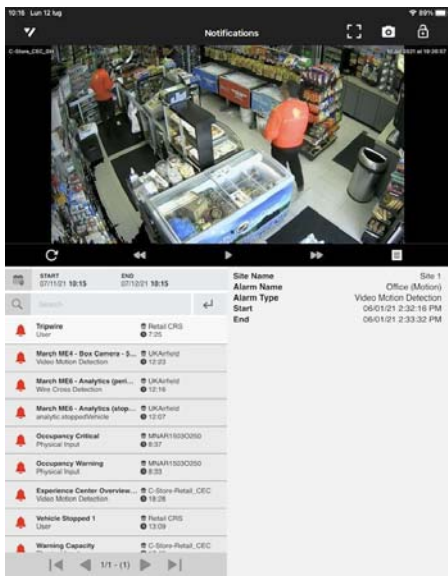 10:16 Lun 12 lug
89%
Notifications
C-Store_CEC_SH
START
07/11/21 10:15
END
07/12/21 10:15
Search
Tripwire
User
Retail CRS
7:25
March ME4 - Box Camera - S...
Video Motion Detection
UKAirfield
12:23
March ME6 - Analytics (peri...
Wire Cross Detection
UKAirfield
12:16
March ME6 - Analytics (stop...
analytic.stoppedVehicle
UKAirfield
12:07
Occupancy Critical
Physical Input
MNAR1503O250
8:37
Occupancy Warning
Physical Input
MNAR1503O250
8:33
Experience Center Overview...
Video Motion Detection
C-Store-Retail_CEC
19:28
Vehicle Stopped 1
User
Retail CRS
13:09
Warning Capacity
C-Store-Retail_CEC
1/1 - (1)
Site Name
Site 1
Alarm Name
Office (Motion)
Alarm Type
Video Motion Detection
Start
06/01/21 2:32:16 PM
End
06/01/21 2:33:32 PM